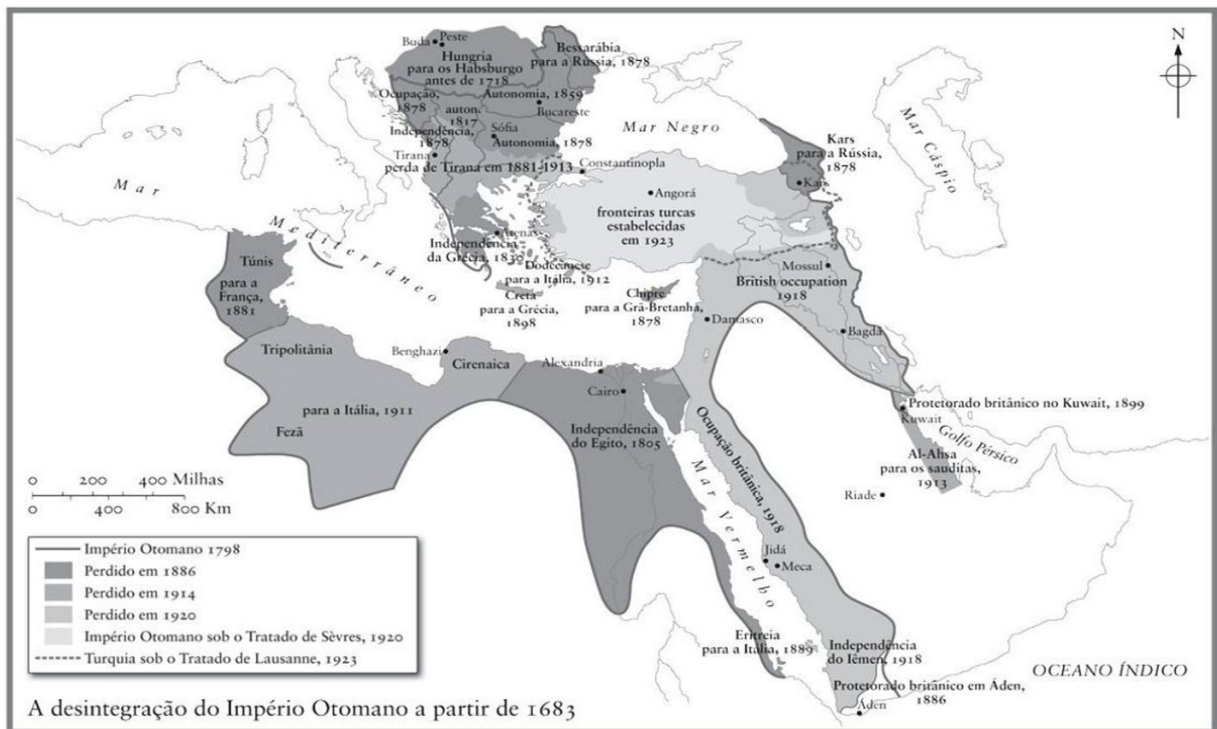 Buda
Peste
Hungria
para os Habsburgo
antes de 1718
Bessarábia
para a Rússia, 1878
Ocupação,
1878
auton.
1817
Autonomia, 1859
Bucareste
Independência,
1878
Sófia
Autonomia, 1878
Tirana
perda de Tirana em 1881-1913
Constantinopla
Mar Negro
Kars
para a Rússia,
1878
Kars
Mar Cáspio
N
Angorá
fronteiras turcas
estabelecidas
em 1923
Mar
Mediterrâneo
Atenas
Independência
da Grécia, 1830
Dodecanese
para a Itália, 1912
Creta
para a Grécia,
1898
Chipre
para a Grã-Bretanha,
1878
Mossul
British occupation
1918
Damasco
Bagdá
Túnis
para a
França,
1881
Tripolitânia
Benghazi
Cirenaica
Alexandria
Cairo
para a Itália, 1911
Fezã
Independência
do Egito, 1805
Ocupação britânica, 1918
Protetorado britânico no Kuwait, 1899
Kuwait
Golfo Pérsico
Al-Ahsa
para os sauditas,
1913
Riade
Mar Vermelho
Jidá
Meca
0 200 400 Milhas
0 400 800 Km
Império Otomano 1798
Perdido em 1886
Perdido em 1914
Perdido em 1920
Império Otomano sob o Tratado de Sèvres, 1920
Turquia sob o Tratado de Lausanne, 1923
Eritreia
para a Itália, 1889
Independência
do Iêmen, 1918
Protetorado britânico em Áden,
1886
Áden
OCEANO ÍNDICO
A desintegração do Império Otomano a partir de 1683